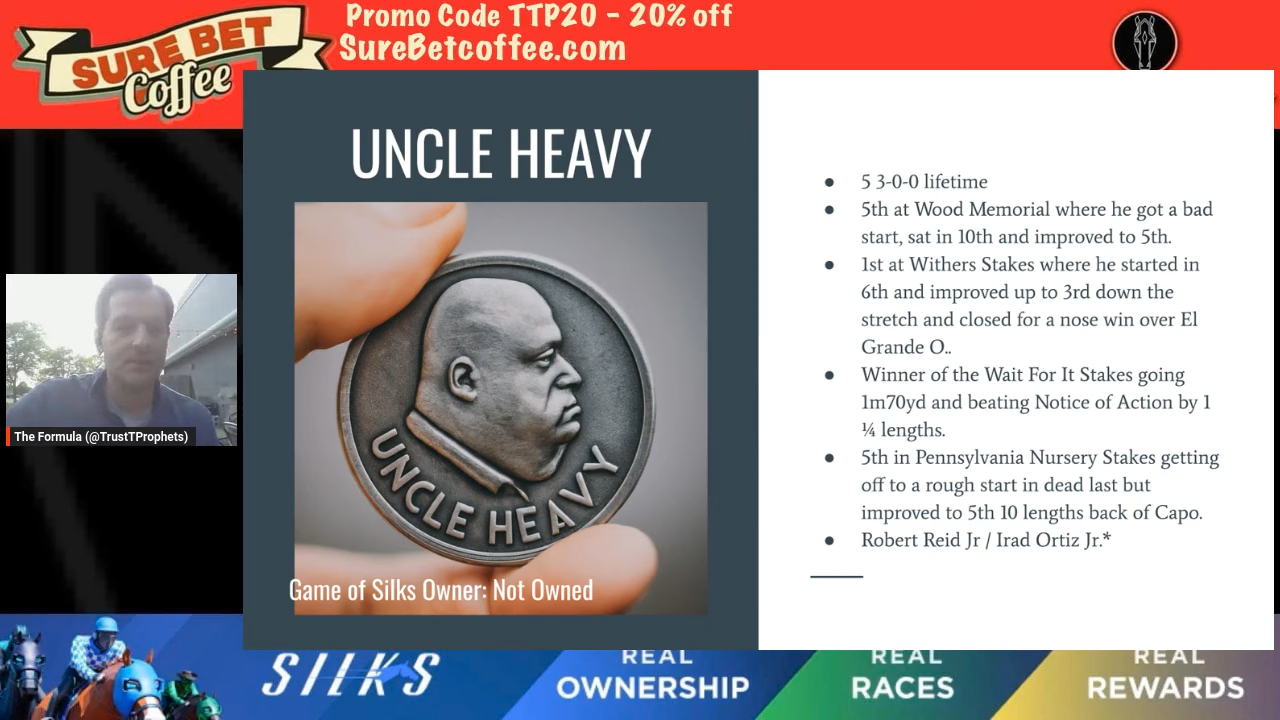 Promo Code TTP20 - 20% off
SURE BET
Coffee
SureBetcoffee.com
UNCLE HEAVY
UNCLE HEAVY
Game of Silks Owner: Not Owned
● 5 3-0-0 lifetime
● 5th at Wood Memorial where he got a bad
start, sat in 10th and improved to 5th.
● 1st at Withers Stakes where he started in
6th and improved up to 3rd down the
stretch and closed for a nose win over El
Grande O..
● Winner of the Wait For It Stakes going
1m70yd and beating Notice of Action by 1
¼ lengths.
● 5th in Pennsylvania Nursery Stakes getting
off to a rough start in dead last but
improved to 5th 10 lengths back of Capo.
● Robert Reid Jr / Irad Ortiz Jr.*
The Formula (@TrustTProphets)
SILKS
REAL
OWNERSHIP
REAL
RACES
REAL
REWARDS